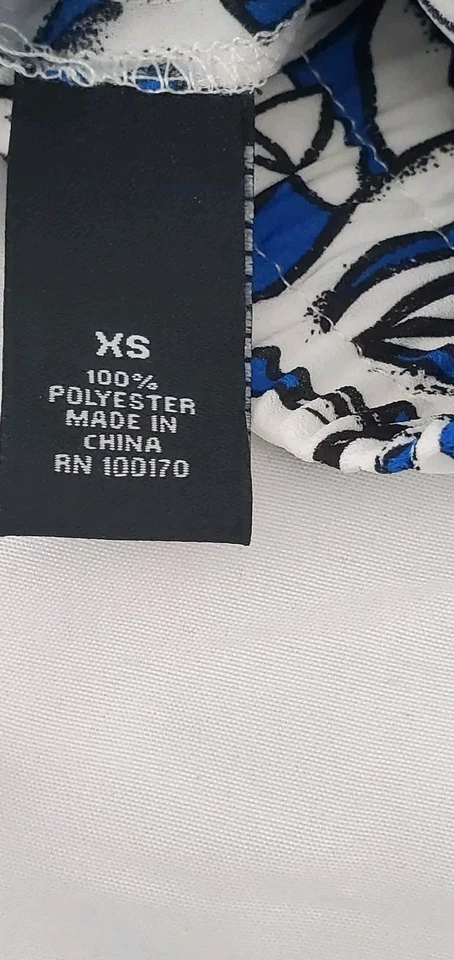 XS
100%
POLYESTER
MADE IN
CHINA
RN 100170